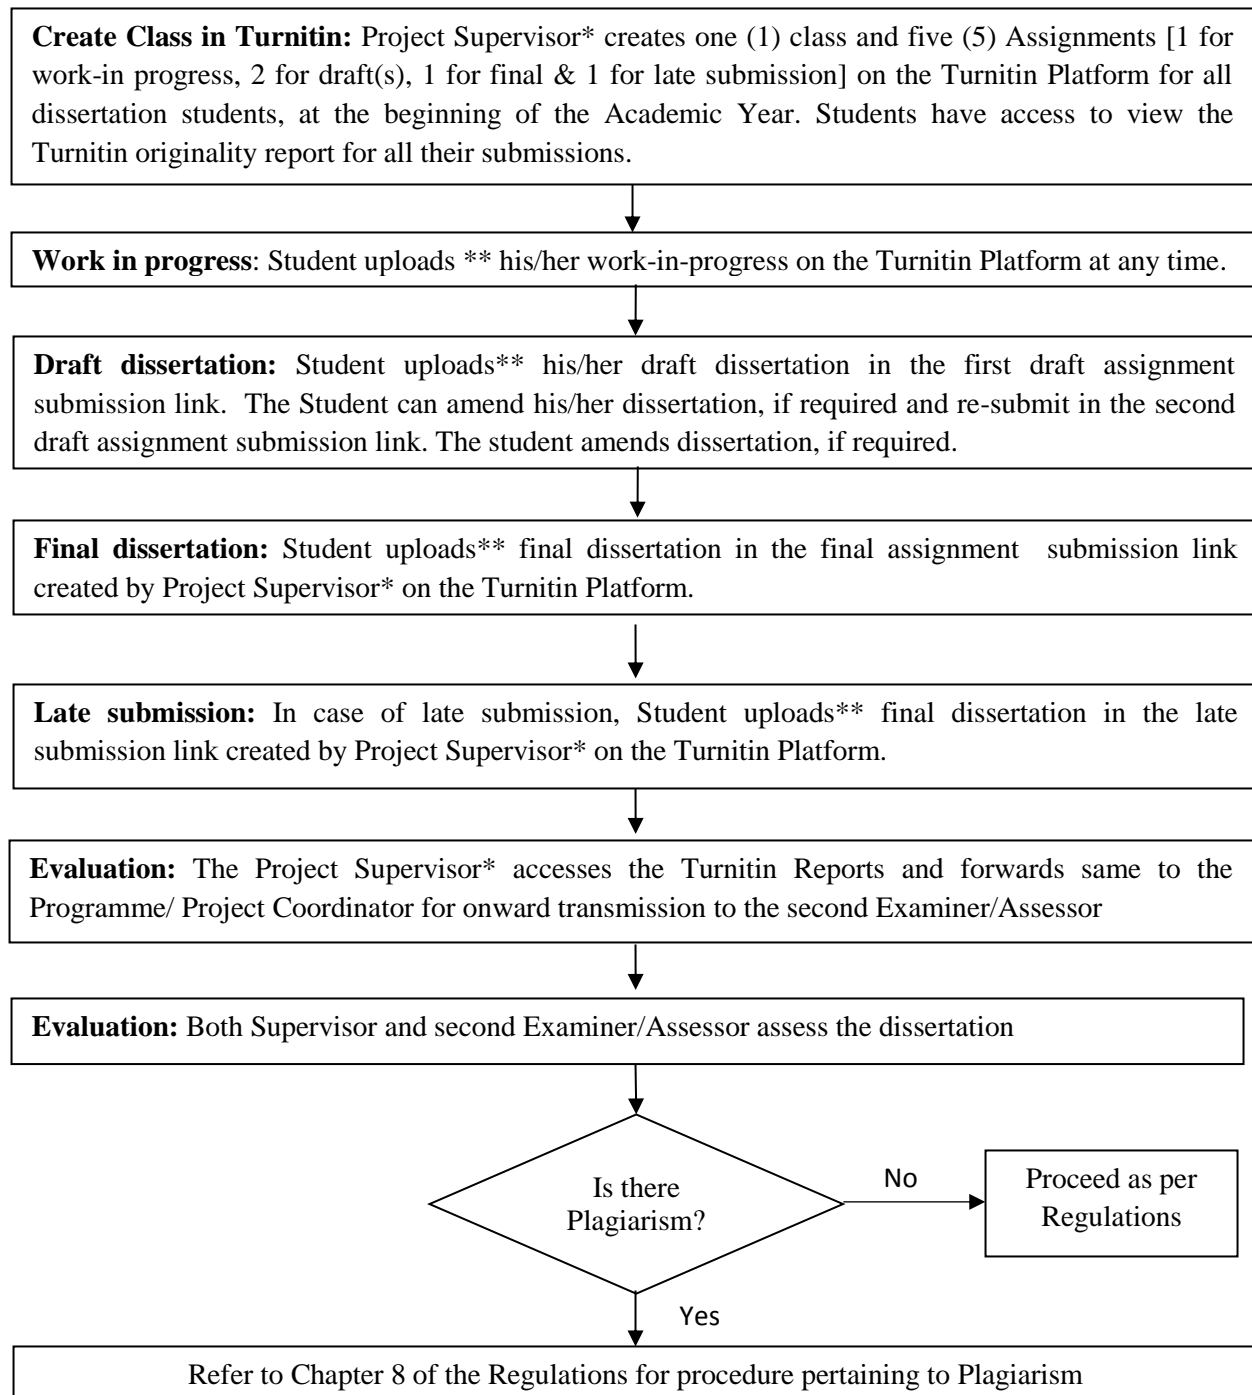 Create Class in Turnitin: Project Supervisor* creates one (1) class and five (5) Assignments [1 for
work-in progress, 2 for draft(s), 1 for final & 1 for late submission] on the Turnitin Platform for all
dissertation students, at the beginning of the Academic Year. Students have access to view the
Turnitin originality report for all their submissions.
Work in progress: Student uploads ** his/her work-in-progress on the Turnitin Platform at any time.
Draft dissertation: Student uploads** his/her draft dissertation in the first draft assignment
submission link. The Student can amend his/her dissertation, if required and re-submit in the second
draft assignment submission link. The student amends dissertation, if required.
Final dissertation: Student uploads** final dissertation in the final assignment submission link
created by Project Supervisor* on the Turnitin Platform.
Late submission: In case of late submission, Student uploads** final dissertation in the late
submission link created by Project Supervisor* on the Turnitin Platform.
Evaluation: The Project Supervisor* accesses the Turnitin Reports and forwards same to the
Programme/ Project Coordinator for onward transmission to the second Examiner/Assessor
Evaluation: Both Supervisor and second Examiner/Assessor assess the dissertation
Is there
Plagiarism?
No
Proceed as per
Regulations
Yes
Refer to Chapter 8 of the Regulations for procedure pertaining to Plagiarism